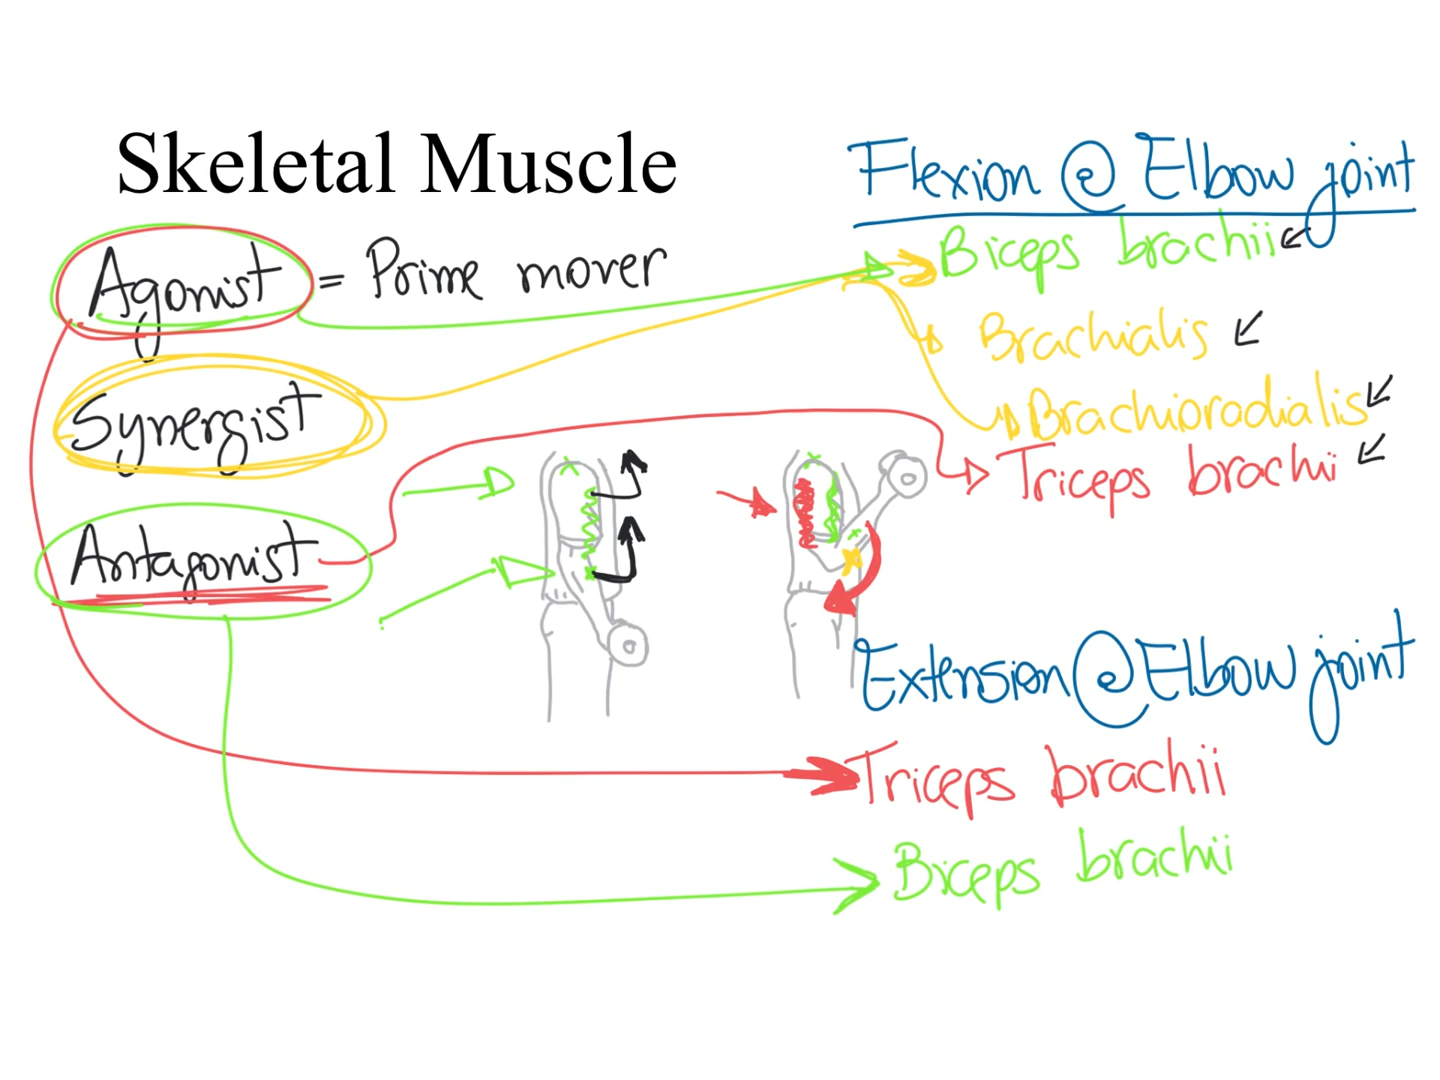 Skeletal Muscle
Agonist = Prime mover
Synergist
Antagonist
Flexion @ Elbow joint
Biceps brachii
Brachialis
Brachioradialis
Triceps brachii
Extension @ Elbow joint
Triceps brachii
Biceps brachii